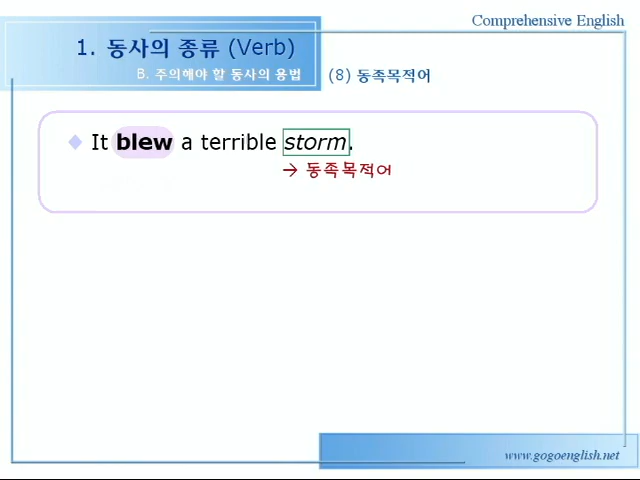 Comprehensive English
1. 동사의 종류 (Verb)
B. 주의해야 할 동사의 용법
(8) 동족목적어
It blew a terrible storm.
→ 동족목적어
www.gogoenglish.net